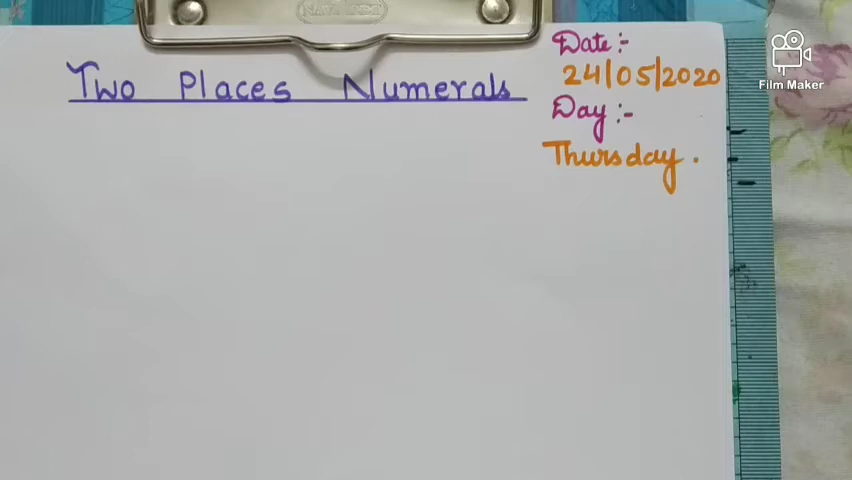 Two Places Numerals
Date:-
24/05/2020
Day:-
Thursday.
Film Maker